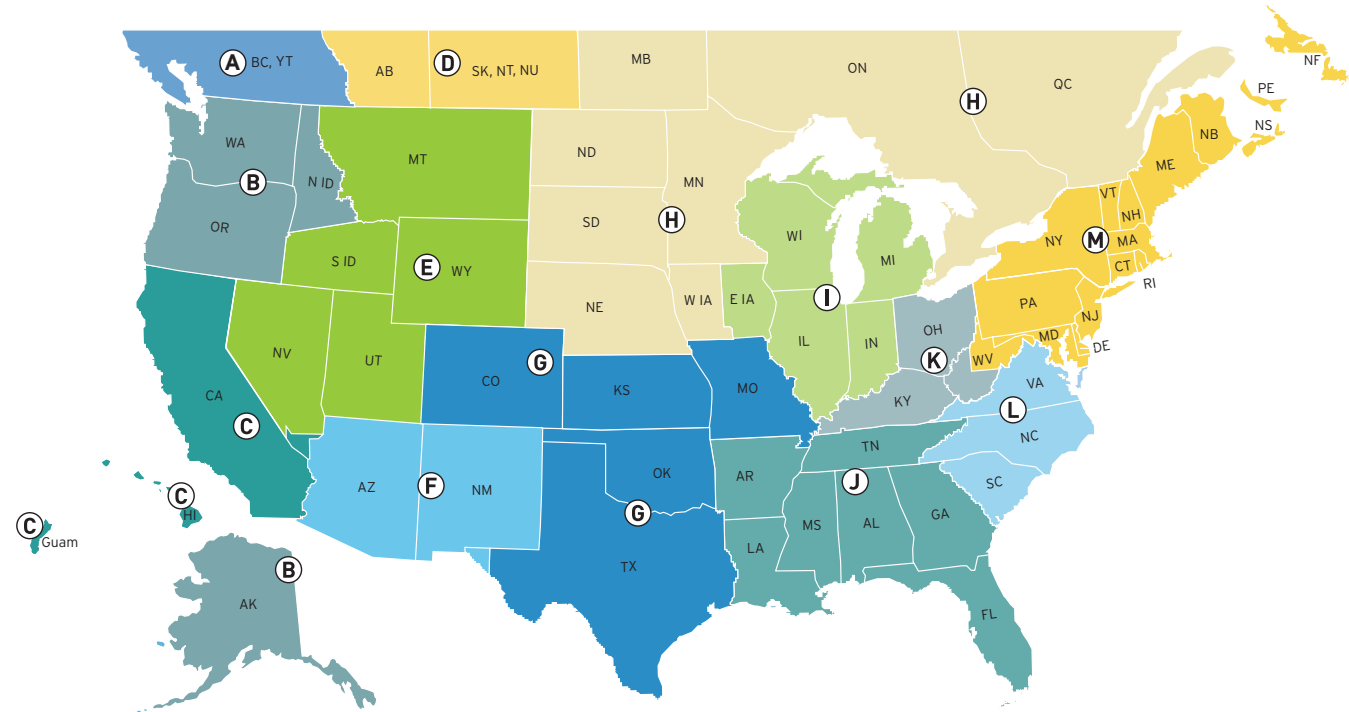 A BC, YT
AB
D SK, NT, NU
MB
ON
H
QC
NF
PE
NS
NB
ME
WA
B
N ID
OR
MT
ND
MN
SD
H
WI
MI
VT
NH
NY
M
MA
CT
RI
S ID
E WY
NE
W IA
E IA
I
IL
IN
OH
K
PA
NJ
MD
DE
WV
NV
UT
CO
G
KS
MO
KY
VA
L
NC
SC
CA
C
AZ
F
NM
OK
G
TX
AR
TN
J
MS
AL
GA
LA
FL
C
HI
C
Guam
B
AK